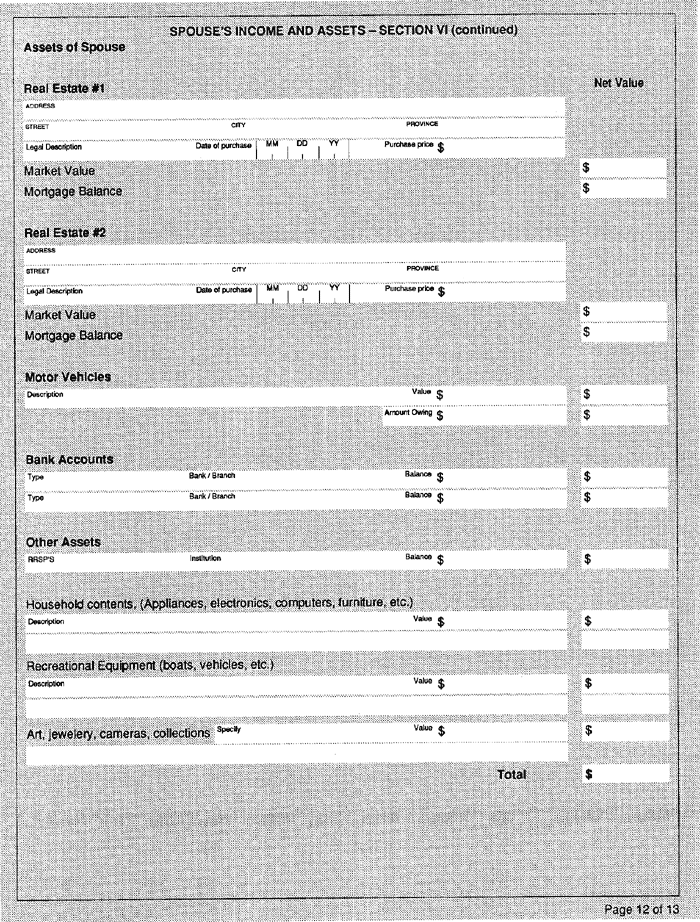 SPOUSE'S INCOME AND ASSETS – SECTION VI (continued)
Assets of Spouse
Net Value
Real Estate #1
ADDRESS
STREET CITY PROVINCE
Legal Description Date of purchase MM DD YY Purchase price $
Market Value $
Mortgage Balance $
Real Estate #2
ADDRESS
STREET CITY PROVINCE
Legal Description Date of purchase MM DD YY Purchase price $
Market Value $
Mortgage Balance $
Motor Vehicles
Description Value $ $
Amount Owing $ $
Bank Accounts
Type Bank / Branch Balance $ $
Type Bank / Branch Balance $ $
Other Assets
RRSP'S Institution Balance $ $
Household contents, (Appliances, electronics, computers, furniture, etc.)
Description Value $ $
Recreational Equipment (boats, vehicles, etc.)
Description Value $ $
Art, jewelery, cameras, collections Specify Value $ $
Total $
Page 12 of 13